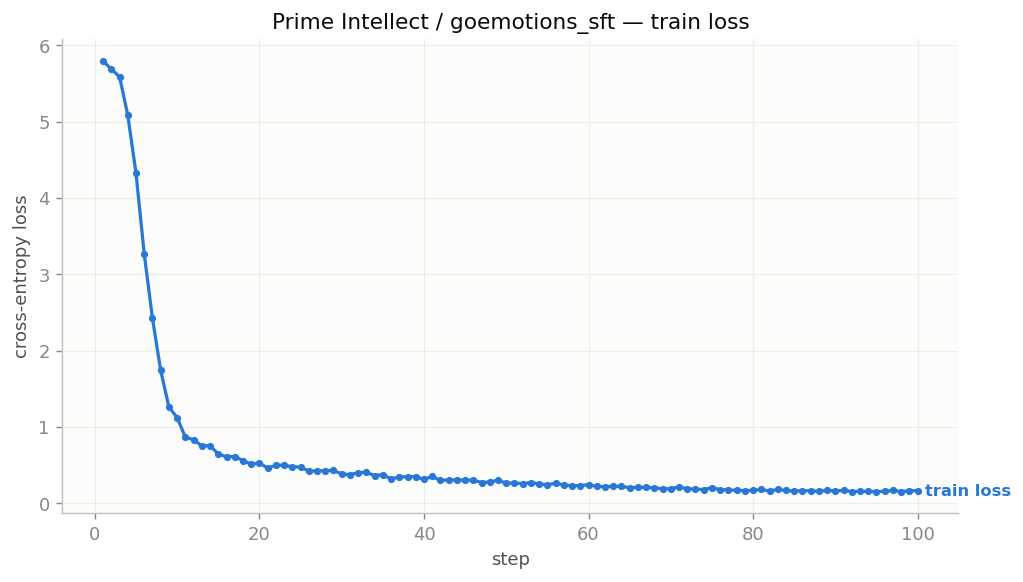 Prime Intellect / goemotions_sft — train loss
cross-entropy loss
6
5
4
3
2
1
0
train loss
0 20 40 60 80 100
step